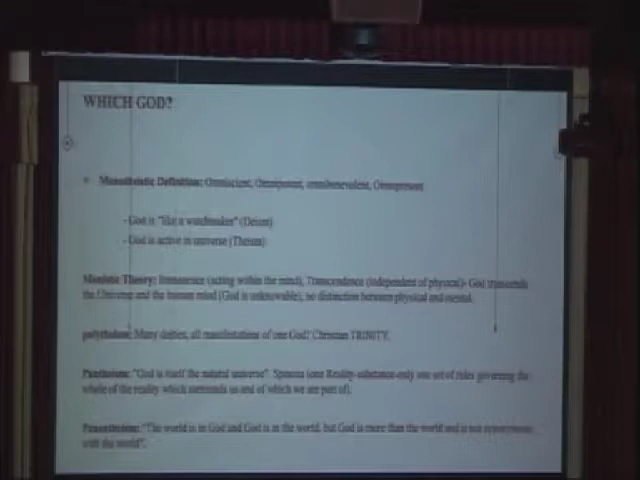 WHICH GOD?
Monotheistic Definition: Omniscient, Omnipotent, omnibenevolent, Omnipresent
- God is "like a watchmaker" (Deism)
- God is active in universe (Theism)
Monistic Theory: Immanence (acting within the mind), Transcendence (independent of physical)- God transcends
the Universe and the human mind (God is unknowable), no distinction between physical and mental.
polytheism: Many deities, all manifestations of one God? Christian TRINITY.
Pantheism: "God is itself the natural universe". Spinoza (one Reality-substance-only one set of rules governing the
whole of the reality which surrounds us and of which we are part of).
Panentheism: "The world is in God and God is in the world, but God is more than the world and is not synonymous
with the world".